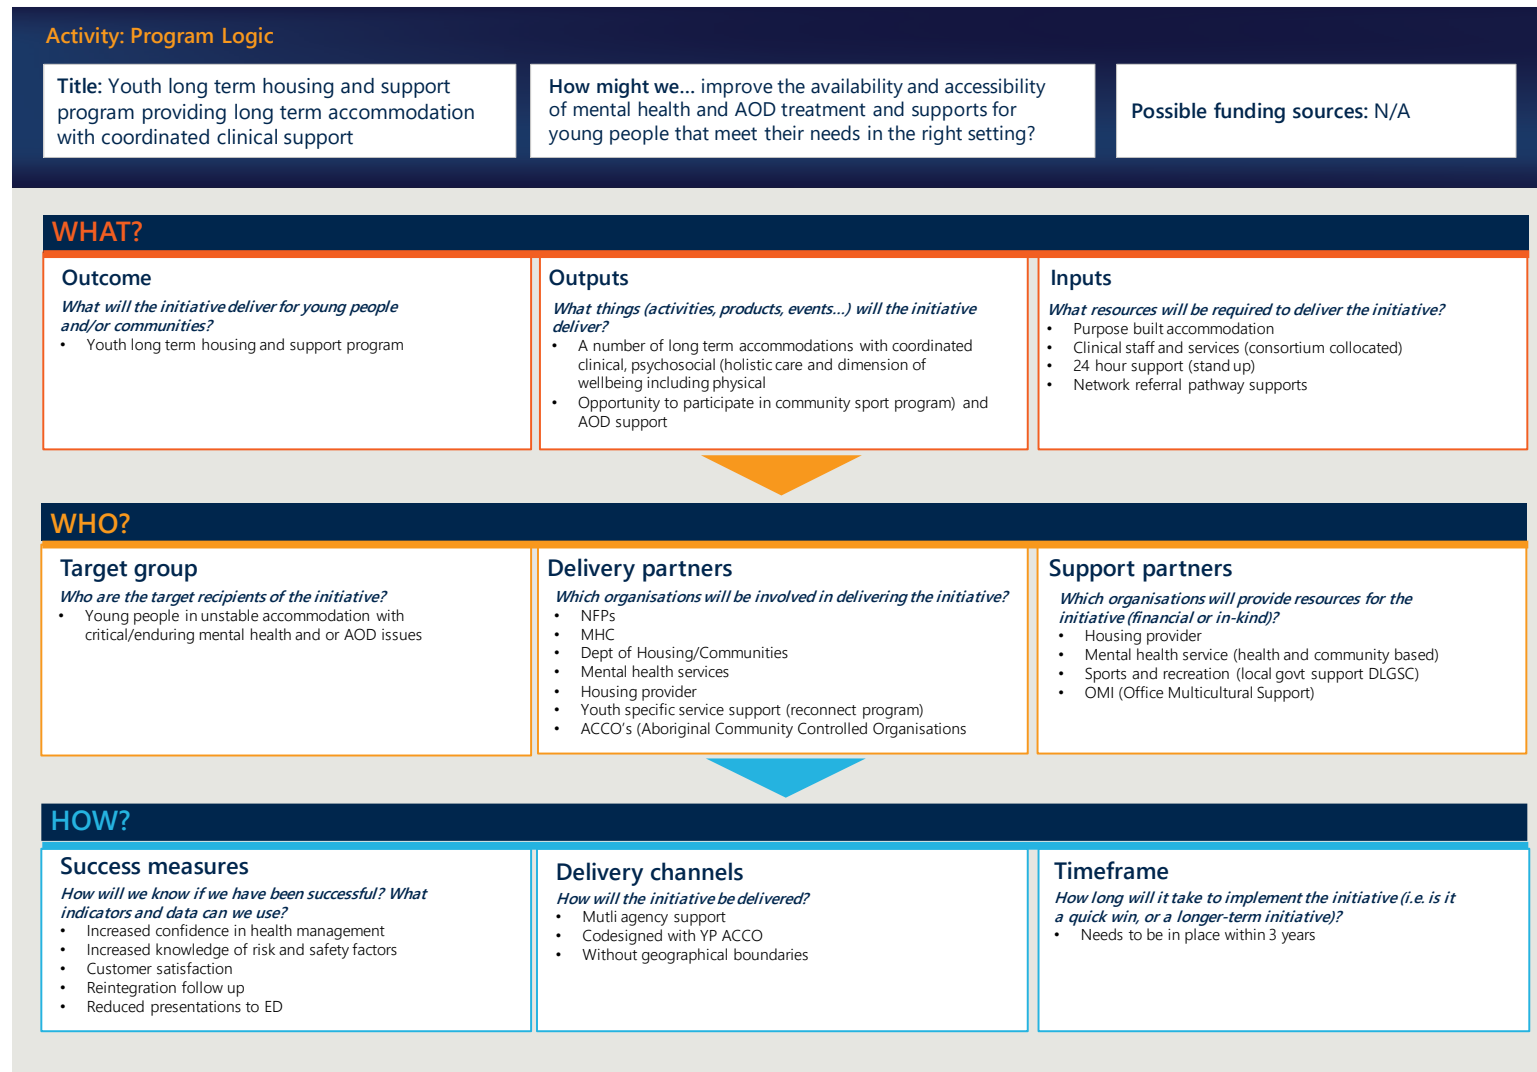 Activity: Program Logic
Title: Youth long term housing and support
program providing long term accommodation
with coordinated clinical support
How might we... improve the availability and accessibility
of mental health and AOD treatment and supports for
young people that meet their needs in the right setting?
Possible funding sources: N/A
WHAT?
Outcome
What will the initiative deliver for young people
and/or communities?
• Youth long term housing and support program
Outputs
What things (activities, products, events...) will the initiative
deliver?
• A number of long term accommodations with coordinated
clinical, psychosocial (holistic care and dimension of
wellbeing including physical
• Opportunity to participate in community sport program) and
AOD support
Inputs
What resources will be required to deliver the initiative?
• Purpose built accommodation
• Clinical staff and services (consortium collocated)
• 24 hour support (stand up)
• Network referral pathway supports
WHO?
Target group
Who are the target recipients of the initiative?
• Young people in unstable accommodation with
critical/enduring mental health and or AOD issues
Delivery partners
Which organisations will be involved in delivering the initiative?
• NFPs
• MHC
• Dept of Housing/Communities
• Mental health services
• Housing provider
• Youth specific service support (reconnect program)
• ACCO's (Aboriginal Community Controlled Organisations
Support partners
Which organisations will provide resources for the
initiative (financial or in-kind)?
• Housing provider
• Mental health service (health and community based)
• Sports and recreation (local govt support DLGSC)
• OMI (Office Multicultural Support)
HOW?
Success measures
How will we know if we have been successful? What
indicators and data can we use?
• Increased confidence in health management
• Increased knowledge of risk and safety factors
• Customer satisfaction
• Reintegration follow up
• Reduced presentations to ED
Delivery channels
How will the initiative be delivered?
• Mutli agency support
• Codesigned with YP ACCO
• Without geographical boundaries
Timeframe
How long will it take to implement the initiative (i.e. is it
a quick win, or a longer-term initiative)?
• Needs to be in place within 3 years